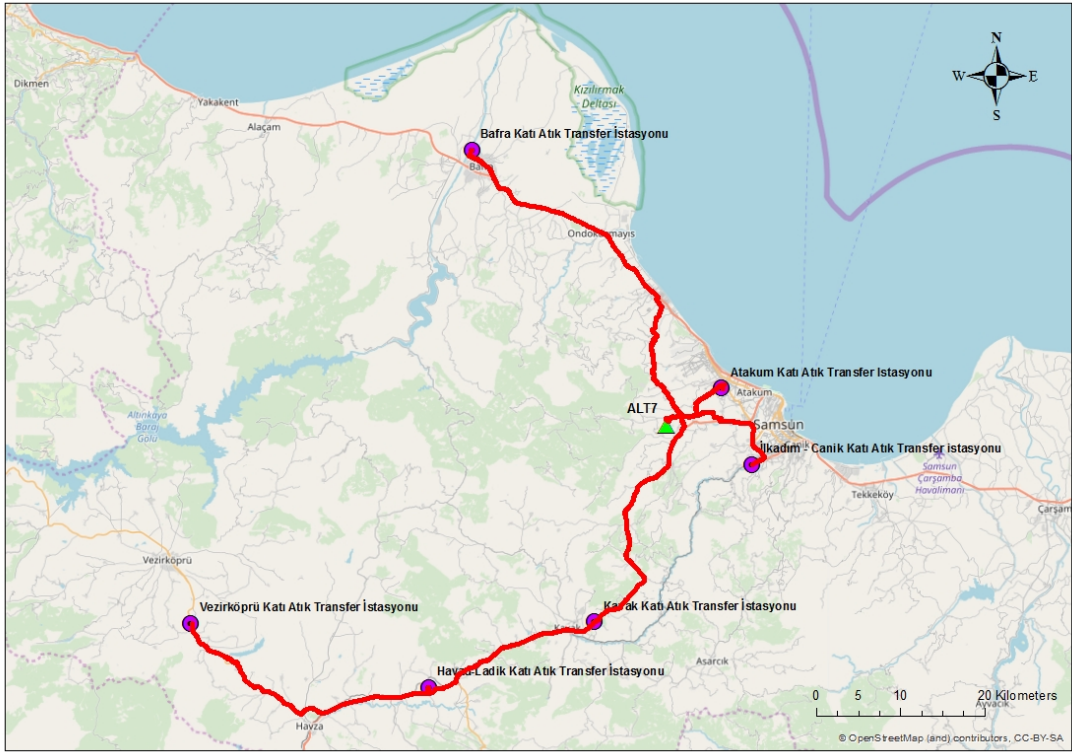 N
W E
S
Dikmen
Yakakent
Alaçam
Kızılırmak
Deltası
Bafra Katı Atık Transfer İstasyonu
Ondokuzmayıs
Atakum Katı Atık Transfer İstasyonu
Atakum
ALT7
Samsun
İlkadım - Canik Katı Atık Transfer istasyonu
Altınkaya
Baraj
Gölü
Samsun
Çarşamba
Havalimanı
Tekkeköy
Vezirköprü
Vezirköprü Katı Atık Transfer İstasyonu
Kavak Katı Atık Transfer İstasyonu
Asarcık
Havza-Ladik Katı Atık Transfer İstasyonu
0 5 10 20 Kilometers
Ayvacık
Havza
© OpenStreetMap (and) contributors, CC-BY-SA